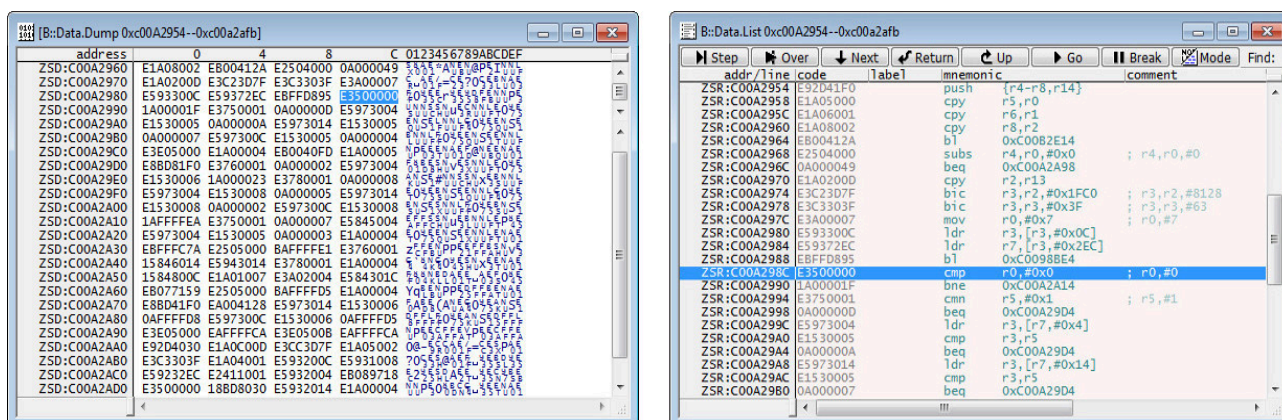 [B::Data.Dump 0xc00A2954--0xc00a2afb]
address 0 4 8 C 0123456789ABCDEF
ZSD:C00A2960 E1A08002 EB00412A E2504000 0A000049
ZSD:C00A2970 E1A0200D E3C23D7F E3C3303F E3A00007
ZSD:C00A2980 E593300C E59372EC EBFFD895 E3500000
ZSD:C00A2990 1A00001F E3750001 0A00000D E5973004
ZSD:C00A29A0 E1530005 0A00000A E5973014 E1530005
ZSD:C00A29B0 0A000007 E597300C E1530005 0A000004
ZSD:C00A29C0 E3E05000 E1A00004 EB0040FD E1A00005
ZSD:C00A29D0 E8BD81F0 E3760001 0A000002 E5973004
ZSD:C00A29E0 E1530006 1A000023 E3780001 0A000008
ZSD:C00A29F0 E5973004 E1530008 0A000005 E5973014
ZSD:C00A2A00 E1530008 0A000002 E597300C E1530008
ZSD:C00A2A10 1AFFFFEA E3750001 0A000007 E5845004
ZSD:C00A2A20 E5973004 E1530005 0A000003 E1A00004
ZSD:C00A2A30 EBFFFC7A E2505000 BAFFFFE1 E3760001
ZSD:C00A2A40 15846014 E5943014 E3780001 E1A00004
ZSD:C00A2A50 1584800C E1A01007 E3A02004 E584301C
ZSD:C00A2A60 EB077159 E2505000 BAFFFFD5 E1A00004
ZSD:C00A2A70 E8BD41F0 EA004128 E5973014 E1530006
ZSD:C00A2A80 0AFFFFD8 E597300C E1530006 0AFFFFD5
ZSD:C00A2A90 E3E05000 EAFFFFCA E3E0500B EAFFFFCA
ZSD:C00A2AA0 E92D4030 E1A0C00D E3CC3D7F E1A05002
ZSD:C00A2AB0 E3C3303F E1A04001 E593200C E5931008
ZSD:C00A2AC0 E59232EC E2411001 E5932004 EB089718
ZSD:C00A2AD0 E3500000 18BD8030 E5932014 E1A00004
B::Data.List 0xc00A2954--0xc00a2afb
Step Over Next Return Up Go Break Mode Find:
addr/line code label mnemonic comment
ZSR:C00A2954 E92D41F0 push {r4-r8,r14}
ZSR:C00A2958 E1A05000 cpy r5,r0
ZSR:C00A295C E1A06001 cpy r6,r1
ZSR:C00A2960 E1A08002 cpy r8,r2
ZSR:C00A2964 EB00412A bl 0xC00B2E14
ZSR:C00A2968 E2504000 subs r4,r0,#0x0 ; r4,r0,#0
ZSR:C00A296C 0A000049 beq 0xC00A2A98
ZSR:C00A2970 E1A0200D cpy r2,r13
ZSR:C00A2974 E3C23D7F bic r3,r2,#0x1FC0 ; r3,r2,#8128
ZSR:C00A2978 E3C3303F bic r3,r3,#0x3F ; r3,r3,#63
ZSR:C00A297C E3A00007 mov r0,#0x7 ; r0,#7
ZSR:C00A2980 E593300C ldr r3,[r3,#0x0C]
ZSR:C00A2984 E59372EC ldr r7,[r3,#0x2EC]
ZSR:C00A2988 EBFFD895 bl 0xC0098BE4
ZSR:C00A298C E3500000 cmp r0,#0x0 ; r0,#0
ZSR:C00A2990 1A00001F bne 0xC00A2A14
ZSR:C00A2994 E3750001 cmn r5,#0x1 ; r5,#1
ZSR:C00A2998 0A00000D beq 0xC00A29D4
ZSR:C00A299C E5973004 ldr r3,[r7,#0x4]
ZSR:C00A29A0 E1530005 cmp r3,r5
ZSR:C00A29A4 0A00000A beq 0xC00A29D4
ZSR:C00A29A8 E5973014 ldr r3,[r7,#0x14]
ZSR:C00A29AC E1530005 cmp r3,r5
ZSR:C00A29B0 0A000007 beq 0xC00A29D4